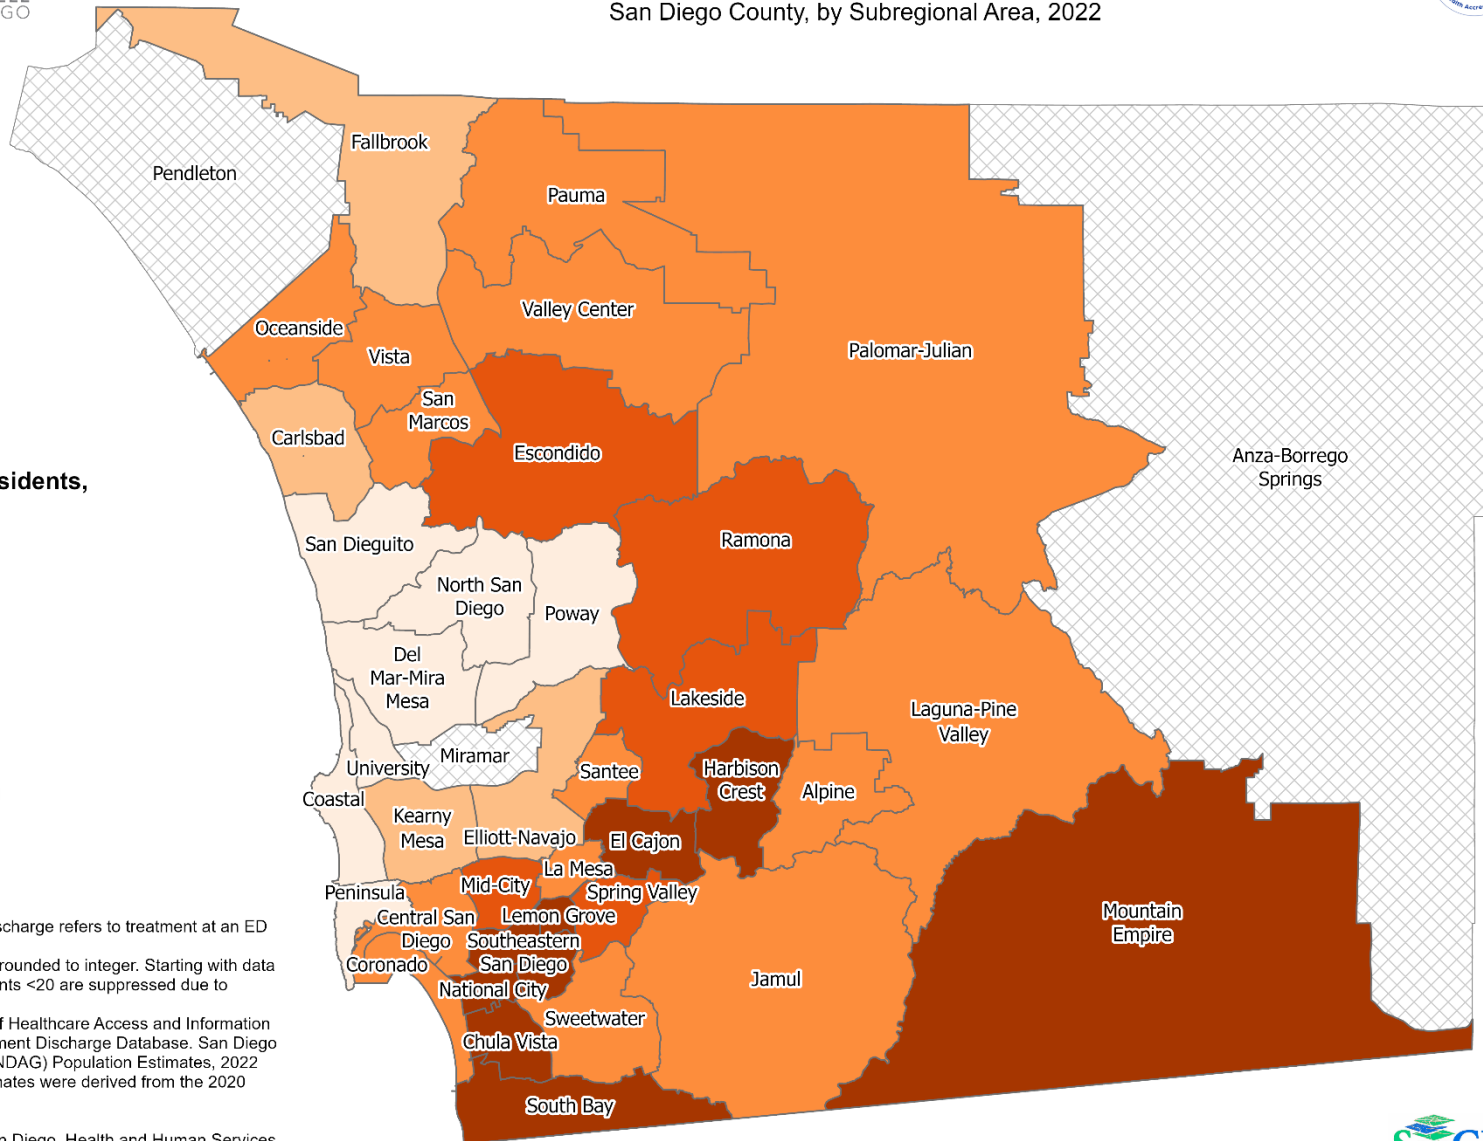 GO
San Diego County, by Subregional Area, 2022
Fallbrook
Pendleton
Pauma
Valley Center
Oceanside
Vista
Palomar-Julian
San
Marcos
Carlsbad
Escondido
Anza-Borrego
Springs
sidents,
San Dieguito
Ramona
North San
Diego
Poway
Del
Mar-Mira
Mesa
Lakeside
Laguna-Pine
Valley
Miramar
University
Santee
Harbison
Crest
Alpine
Coastal
Kearny
Mesa
Elliott-Navajo
El Cajon
La Mesa
Mid-City
Spring Valley
Peninsula
Central San
Diego
Lemon Grove
Southeastern
San Diego
Coronado
National City
Mountain
Empire
Jamul
Sweetwater
Chula Vista
South Bay
scharge refers to treatment at an ED
rounded to integer. Starting with data
nts <20 are suppressed due to
f Healthcare Access and Information
ment Discharge Database. San Diego
NDAG) Population Estimates, 2022
mates were derived from the 2020
n Diego, Health and Human Services